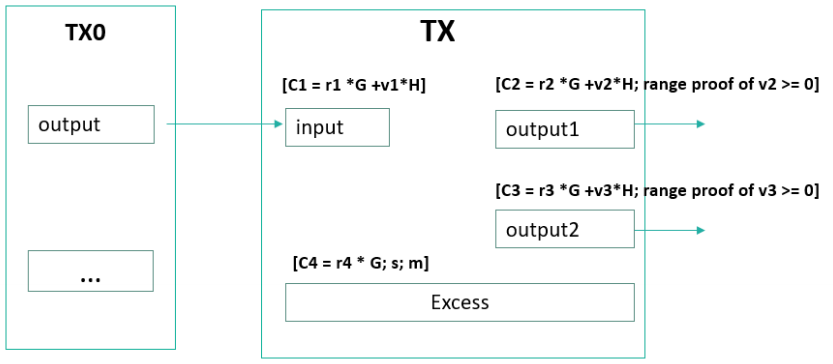 TX0
TX
[C1 = r1 *G +v1*H]
[C2 = r2 *G +v2*H; range proof of v2 >= 0]
output
input
output1
[C3 = r3 *G +v3*H; range proof of v3 >= 0]
output2
[C4 = r4 * G; s; m]
...
Excess